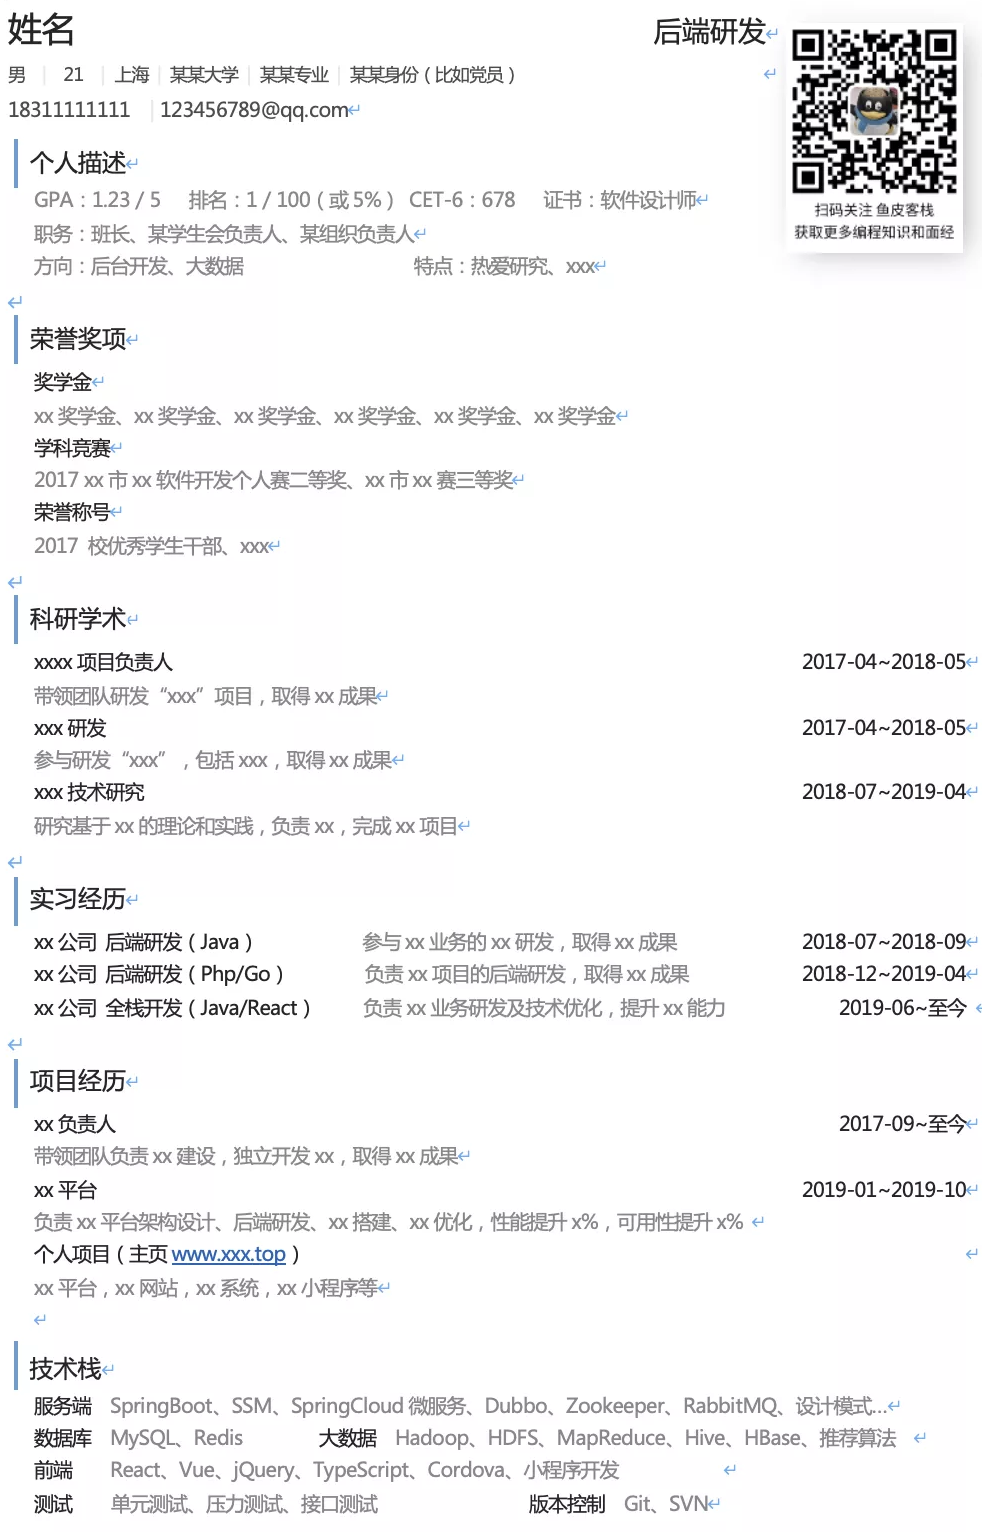 姓名 后端研发
男 21 上海 某某大学 某某专业 某某身份（比如党员）
18311111111 123456789@qq.com
扫码关注 鱼皮客栈
获取更多编程知识和面经
个人描述
GPA：1.23 / 5 排名：1 / 100（或 5%） CET-6：678 证书：软件设计师
职务：班长、某学生会负责人、某组织负责人
方向：后台开发、大数据 特点：热爱研究、xxx
荣誉奖项
奖学金
xx 奖学金、xx 奖学金、xx 奖学金、xx 奖学金、xx 奖学金、xx 奖学金
学科竞赛
2017 xx 市 xx 软件开发个人赛二等奖、xx 市 xx 赛三等奖
荣誉称号
2017 校优秀学生干部、xxx
科研学术
xxxx 项目负责人 2017-04~2018-05
带领团队研发“xxx”项目，取得 xx 成果
xxx 研发 2017-04~2018-05
参与研发“xxx”，包括 xxx，取得 xx 成果
xxx 技术研究 2018-07~2019-04
研究基于 xx 的理论和实践，负责 xx，完成 xx 项目
实习经历
xx 公司 后端研发（Java） 参与 xx 业务的 xx 研发，取得 xx 成果 2018-07~2018-09
xx 公司 后端研发（Php/Go） 负责 xx 项目的后端研发，取得 xx 成果 2018-12~2019-04
xx 公司 全栈开发（Java/React） 负责 xx 业务研发及技术优化，提升 xx 能力 2019-06~至今
项目经历
xx 负责人 2017-09~至今
带领团队负责 xx 建设，独立开发 xx，取得 xx 成果
xx 平台 2019-01~2019-10
负责 xx 平台架构设计、后端研发、xx 搭建、xx 优化，性能提升 x%，可用性提升 x%
个人项目（主页 www.xxx.top）
xx 平台，xx 网站，xx 系统，xx 小程序等
技术栈
服务端 SpringBoot、SSM、SpringCloud 微服务、Dubbo、Zookeeper、RabbitMQ、设计模式...
数据库 MySQL、Redis 大数据 Hadoop、HDFS、MapReduce、Hive、HBase、推荐算法
前端 React、Vue、jQuery、TypeScript、Cordova、小程序开发
测试 单元测试、压力测试、接口测试 版本控制 Git、SVN